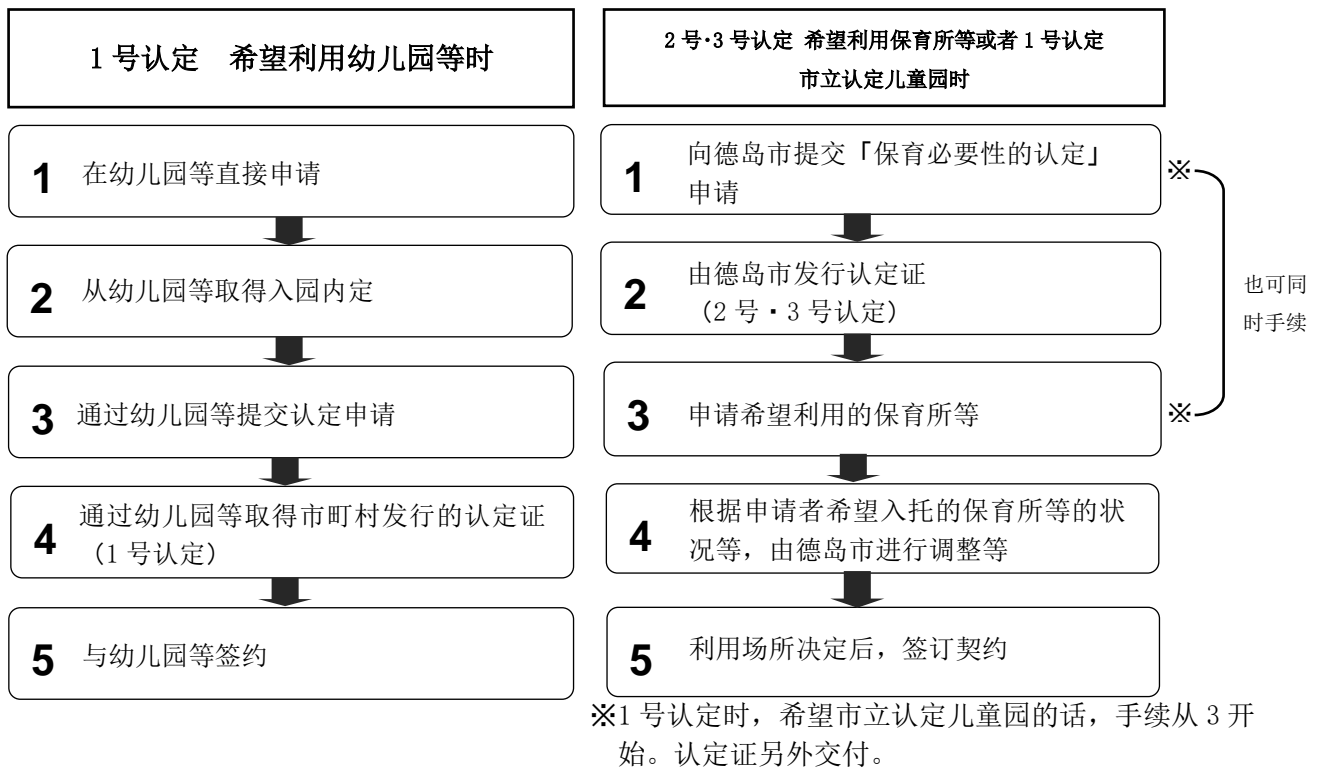 1号认定　希望利用幼儿园等时
1 在幼儿园等直接申请
2 从幼儿园等取得入园内定
3 通过幼儿园等提交认定申请
4 通过幼儿园等取得市町村发行的认定证
（1号认定）
5 与幼儿园等签约
2号･3号认定 希望利用保育所等或者1号认定
市立认定儿童园时
1 向德岛市提交「保育必要性的认定」
申请
※
2 由德岛市发行认定证
（2号・3号认定）
3 申请希望利用的保育所等
※
也可同
时手续
4 根据申请者希望入托的保育所等的状
况等，由德岛市进行调整等
5 利用场所决定后，签订契约
※1号认定时，希望市立认定儿童园的话，手续从3开
始。认定证另外交付。